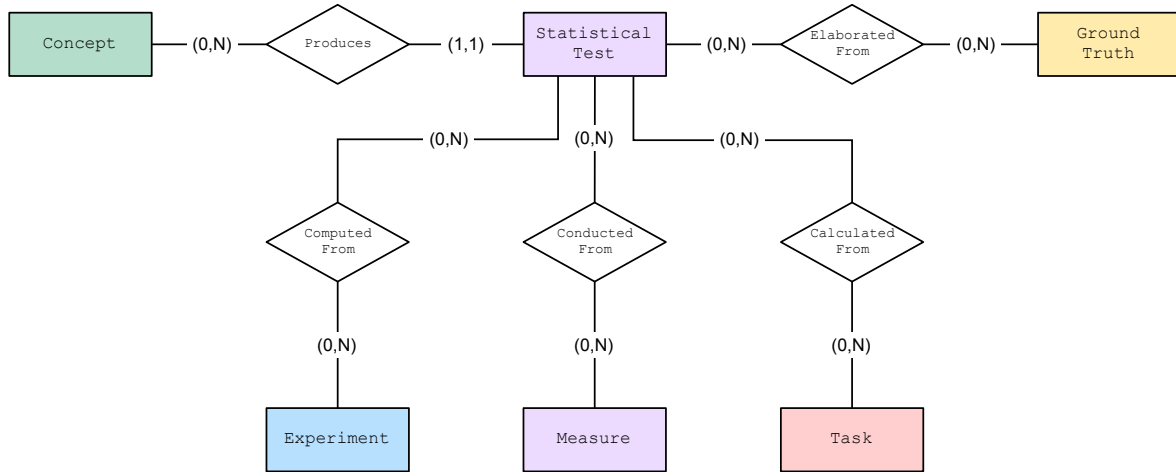 Concept
(0,N)
Produces
(1,1)
Statistical
Test
(0,N)
Elaborated
From
(0,N)
Ground
Truth
(0,N)
(0,N)
(0,N)
Computed
From
Conducted
From
Calculated
From
(0,N)
(0,N)
(0,N)
Experiment
Measure
Task